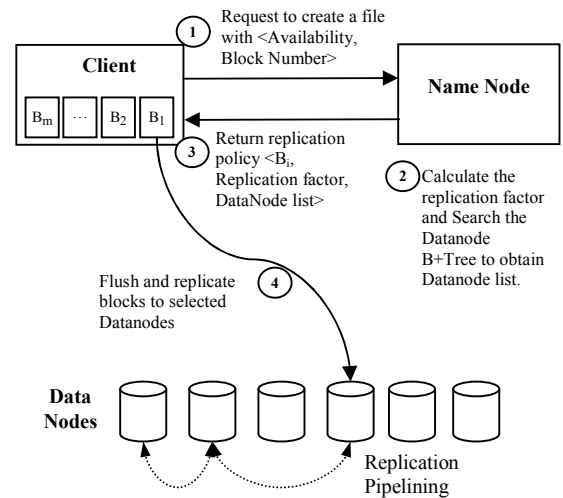 1
Request to create a file
with <Availability,
Block Number>
Client
Name Node
Bm
...
B2
B1
3
Return replication
policy <Bi,
Replication factor,
DataNode list>
2
Calculate the
replication factor
and Search the
Datanode
B+Tree to obtain
Datanode list.
Flush and replicate
blocks to selected
Datanodes
4
Data
Nodes
Replication
Pipelining